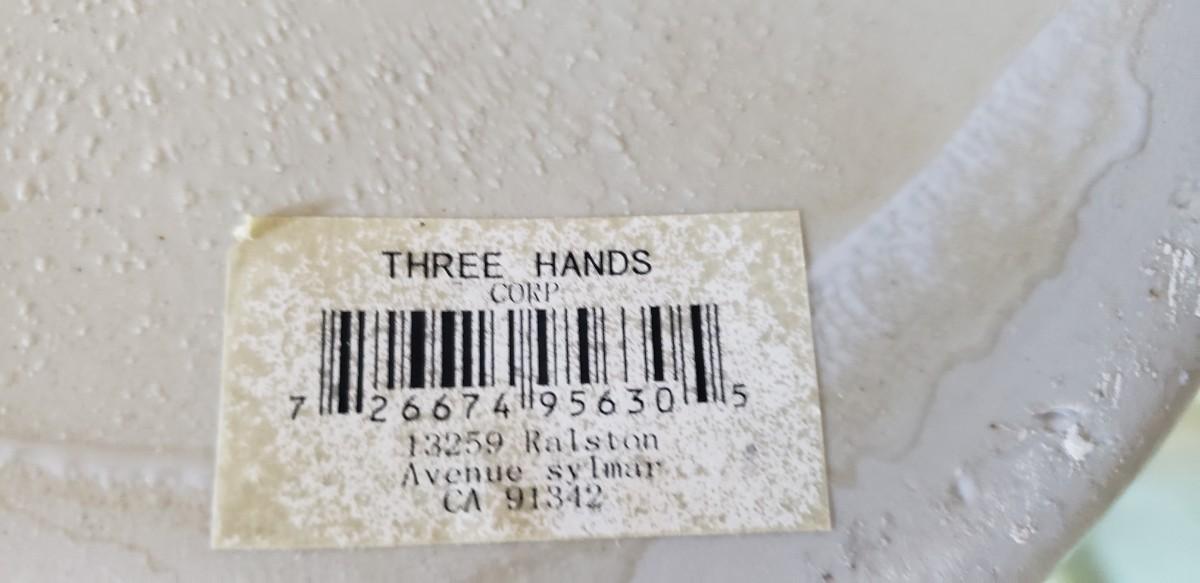 THREE HANDS
CORP
7 26674 95630 5
13259 Ralston
Avenue sylmar
CA 91342